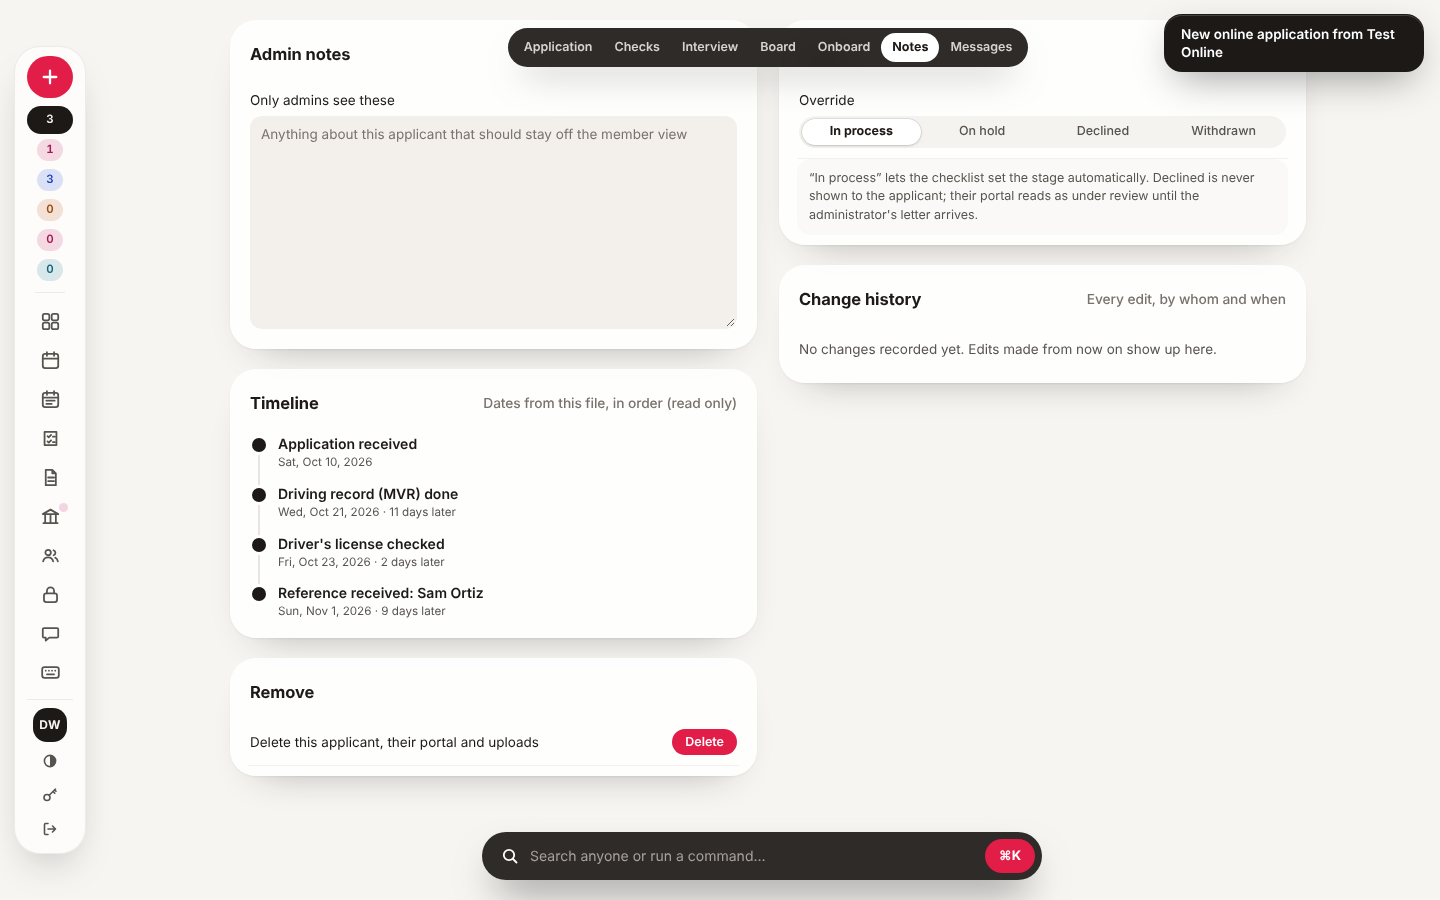 Application
Checks
Interview
Board
Onboard
Notes
Messages
New online application from Test
Online
3
1
3
0
0
0
DW
Admin notes
Only admins see these
Anything about this applicant that should stay off the member view
Timeline
Dates from this file, in order (read only)
Application received
Sat, Oct 10, 2026
Driving record (MVR) done
Wed, Oct 21, 2026 · 11 days later
Driver's license checked
Fri, Oct 23, 2026 · 2 days later
Reference received: Sam Ortiz
Sun, Nov 1, 2026 · 9 days later
Remove
Delete this applicant, their portal and uploads
Delete
Override
In process
On hold
Declined
Withdrawn
“In process” lets the checklist set the stage automatically. Declined is never
shown to the applicant; their portal reads as under review until the
administrator's letter arrives.
Change history
Every edit, by whom and when
No changes recorded yet. Edits made from now on show up here.
Search anyone or run a command...
⌘K